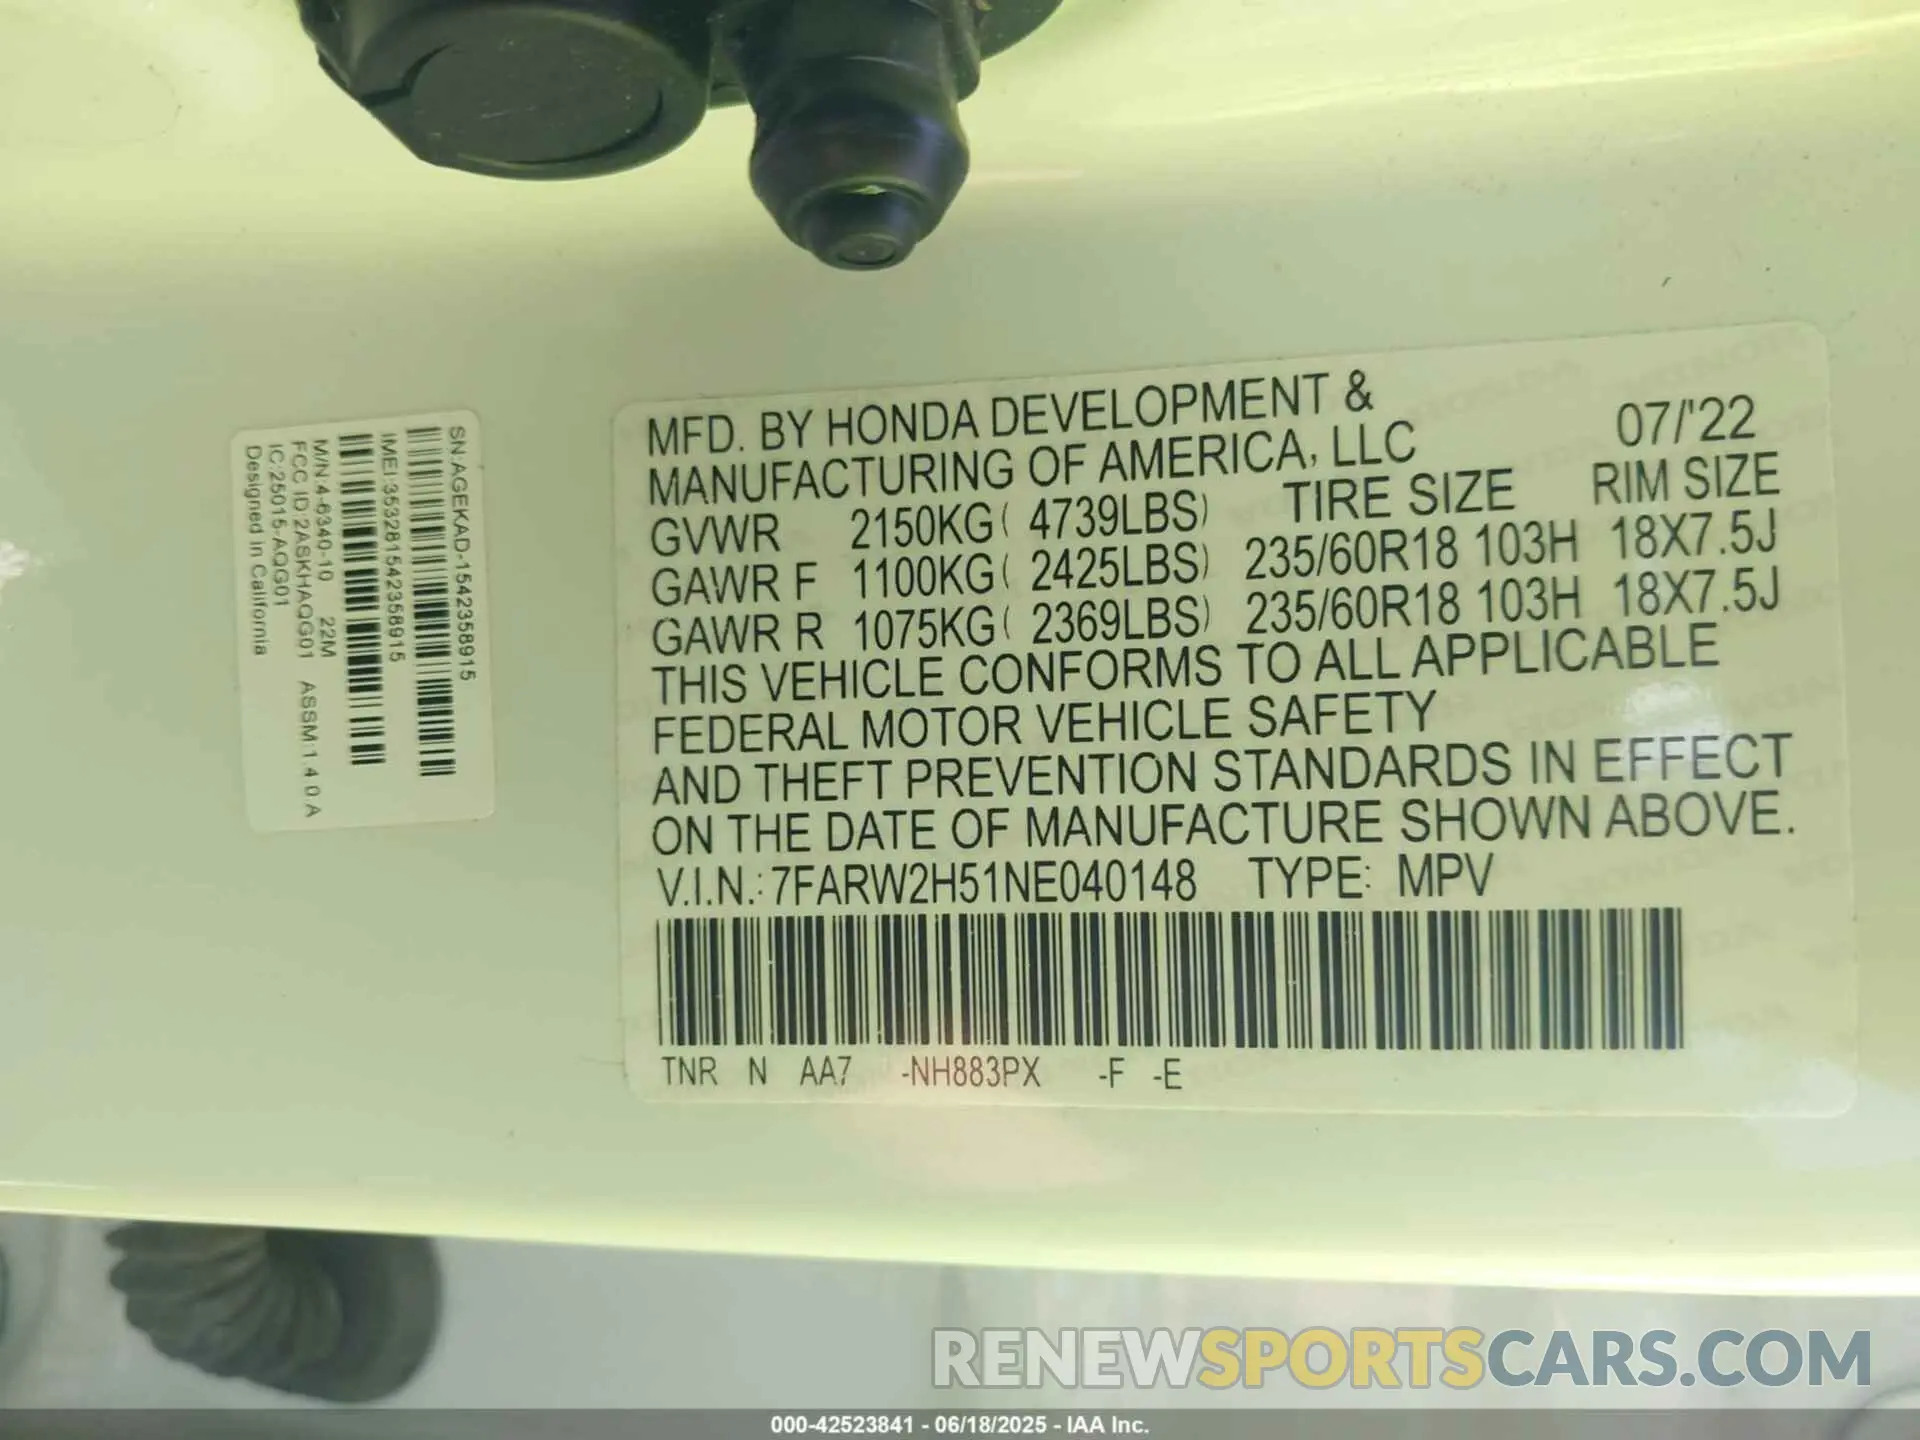 MFD. BY HONDA DEVELOPMENT &
MANUFACTURING OF AMERICA, LLC 07/'22
GVWR 2150KG( 4739LBS) TIRE SIZE RIM SIZE
GAWR F 1100KG( 2425LBS) 235/60R18 103H 18X7.5J
GAWR R 1075KG( 2369LBS) 235/60R18 103H 18X7.5J
THIS VEHICLE CONFORMS TO ALL APPLICABLE
FEDERAL MOTOR VEHICLE SAFETY
AND THEFT PREVENTION STANDARDS IN EFFECT
ON THE DATE OF MANUFACTURE SHOWN ABOVE.
V.I.N.: 7FARW2H51NE040148 TYPE: MPV
TNR N AA7 -NH883PX -F -E
SN:AGEKAD-1542358915
IMEI:353281542358915
M/N:4-6340-10 22M
FCC ID:2ASKHAQG01 ASSM:1.4.0.A
IC:25015-AQG01
Designed in California
RENEWSPORTSCARS.COM
000-42523841 - 06/18/2025 - IAA Inc.